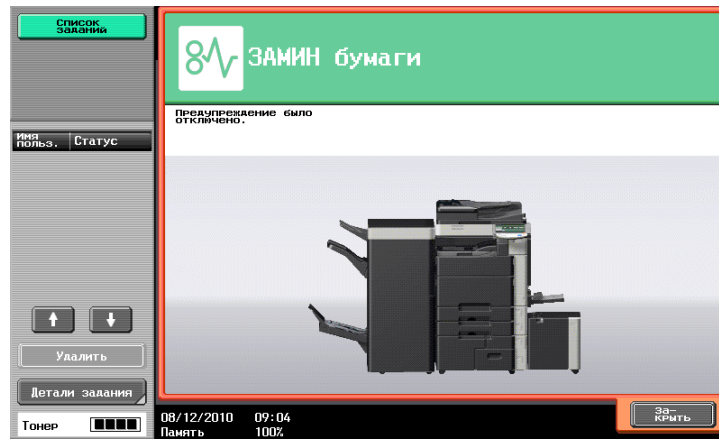 Список
заданий
ЗАМИН бумаги
Предупреждение было
отключено.
Имя
польз.
Статус
Удалить
Детали задания
Тонер
08/12/2010 09:04
Память 100%
За-
крыть